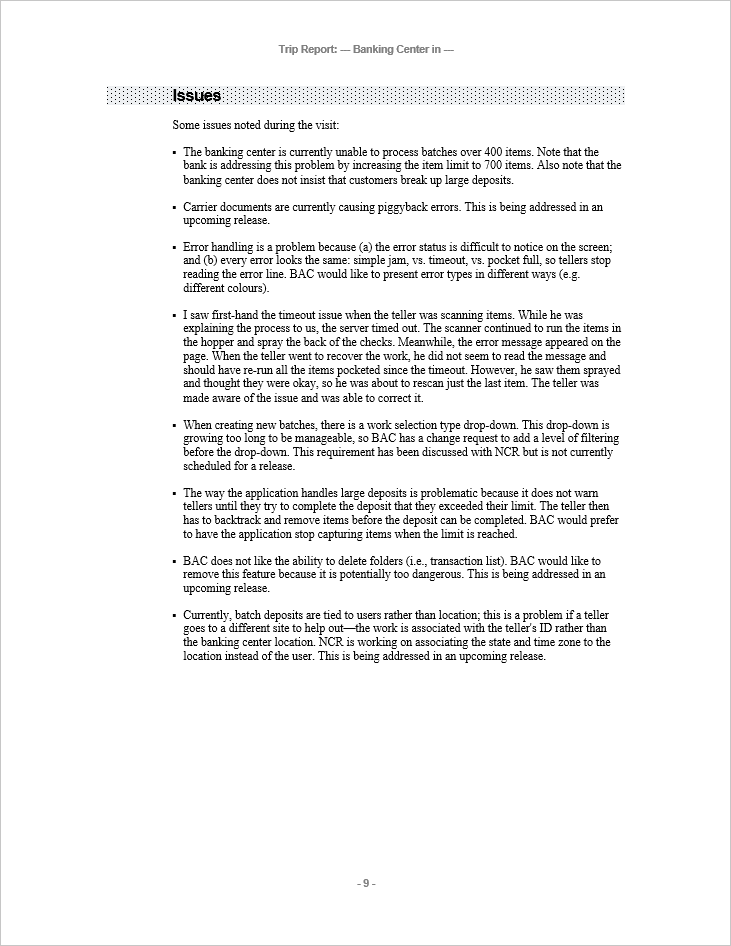 Trip Report: — Banking Center in —
Issues
Some issues noted during the visit:
▪ The banking center is currently unable to process batches over 400 items. Note that the
bank is addressing this problem by increasing the item limit to 700 items. Also note that the
banking center does not insist that customers break up large deposits.
▪ Carrier documents are currently causing piggyback errors. This is being addressed in an
upcoming release.
▪ Error handling is a problem because (a) the error status is difficult to notice on the screen;
and (b) every error looks the same: simple jam, vs. timeout, vs. pocket full, so tellers stop
reading the error line. BAC would like to present error types in different ways (e.g.
different colours).
▪ I saw first-hand the timeout issue when the teller was scanning items. While he was
explaining the process to us, the server timed out. The scanner continued to run the items in
the hopper and spray the back of the checks. Meanwhile, the error message appeared on the
page. When the teller went to recover the work, he did not seem to read the message and
should have re-run all the items pocketed since the timeout. However, he saw them sprayed
and thought they were okay, so he was about to rescan just the last item. The teller was
made aware of the issue and was able to correct it.
▪ When creating new batches, there is a work selection type drop-down. This drop-down is
growing too long to be manageable, so BAC has a change request to add a level of filtering
before the drop-down. This requirement has been discussed with NCR but is not currently
scheduled for a release.
▪ The way the application handles large deposits is problematic because it does not warn
tellers until they try to complete the deposit that they exceeded their limit. The teller then
has to backtrack and remove items before the deposit can be completed. BAC would prefer
to have the application stop capturing items when the limit is reached.
▪ BAC does not like the ability to delete folders (i.e., transaction list). BAC would like to
remove this feature because it is potentially too dangerous. This is being addressed in an
upcoming release.
▪ Currently, batch deposits are tied to users rather than location; this is a problem if a teller
goes to a different site to help out—the work is associated with the teller's ID rather than
the banking center location. NCR is working on associating the state and time zone to the
location instead of the user. This is being addressed in an upcoming release.
- 9 -